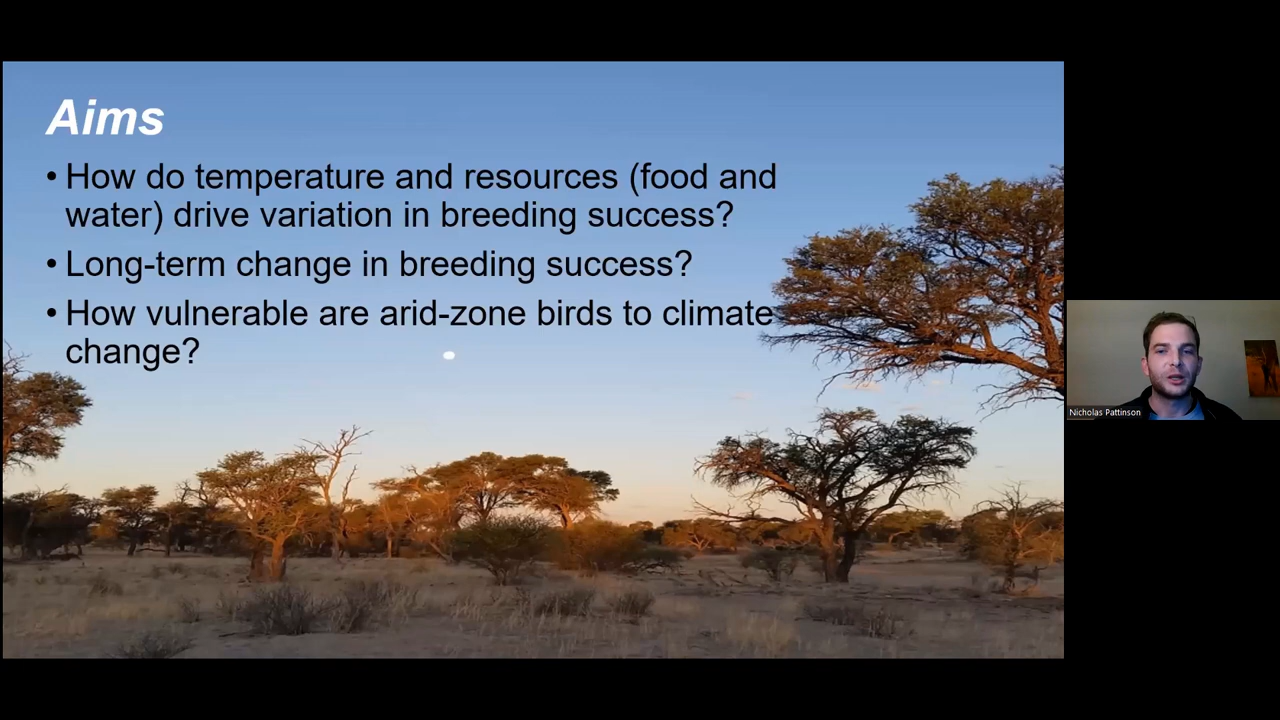 Aims
• How do temperature and resources (food and
water) drive variation in breeding success?
• Long-term change in breeding success?
• How vulnerable are arid-zone birds to climate
change?
Nicholas Pattinson